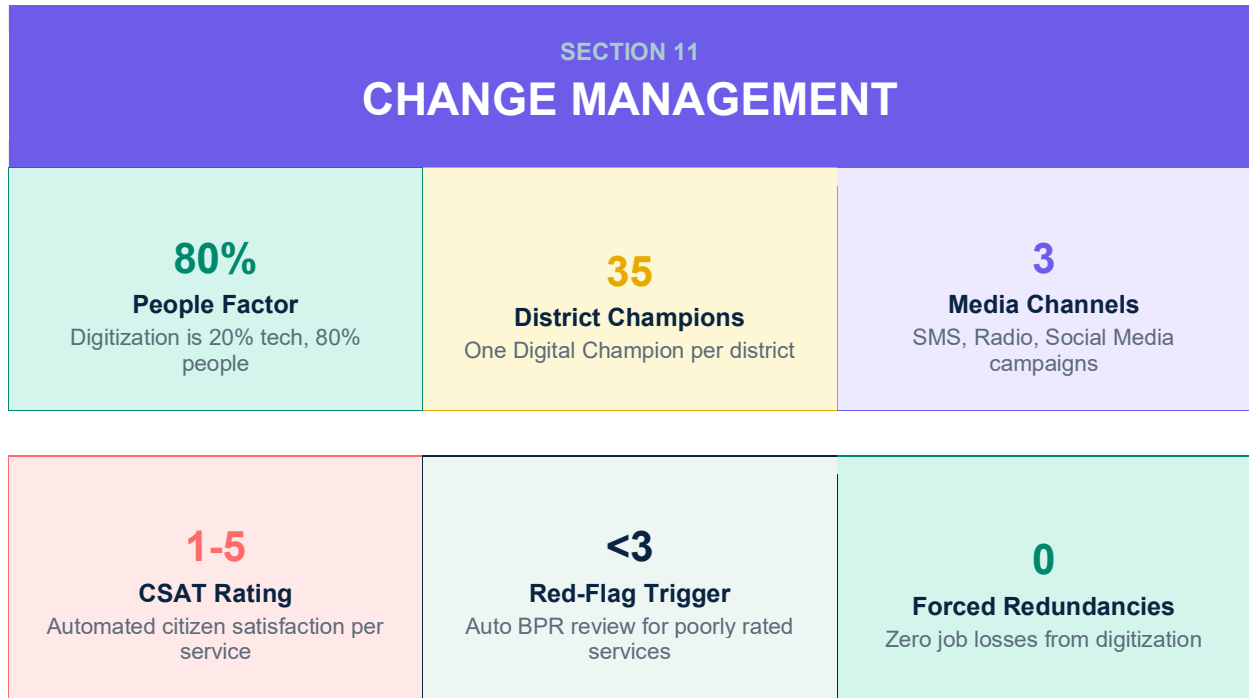 SECTION 11
CHANGE MANAGEMENT
80%
People Factor
Digitization is 20% tech, 80%
people
35
District Champions
One Digital Champion per district
3
Media Channels
SMS, Radio, Social Media
campaigns
1-5
CSAT Rating
Automated citizen satisfaction per
service
<3
Red-Flag Trigger
Auto BPR review for poorly rated
services
0
Forced Redundancies
Zero job losses from digitization